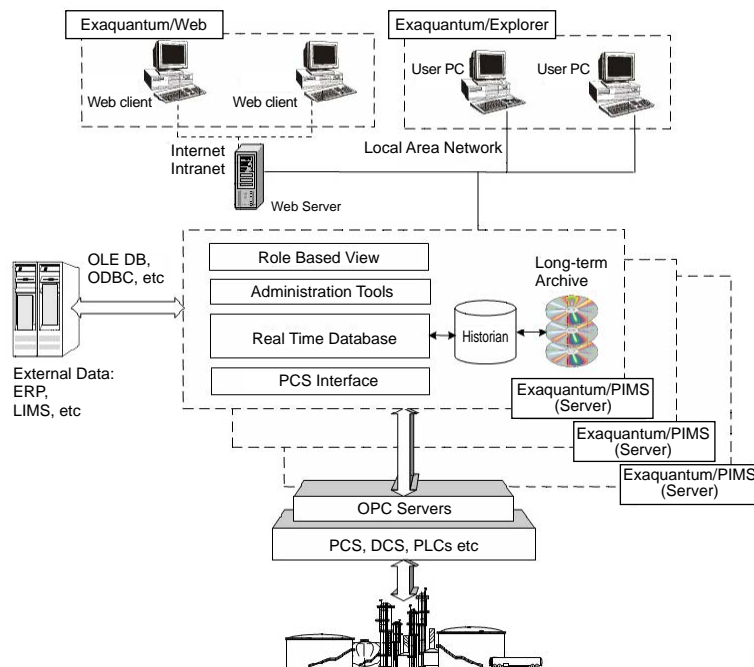 Exaquantum/Web
Exaquantum/Explorer
Web client
Web client
User PC
User PC
Internet
Intranet
Local Area Network
Web Server
OLE DB,
ODBC, etc
Role Based View
Administration Tools
Real Time Database
PCS Interface
Historian
Long-term
Archive
External Data:
ERP,
LIMS, etc
Exaquantum/PIMS
(Server)
Exaquantum/PIMS
(Server)
Exaquantum/PIMS
(Server)
OPC Servers
PCS, DCS, PLCs etc